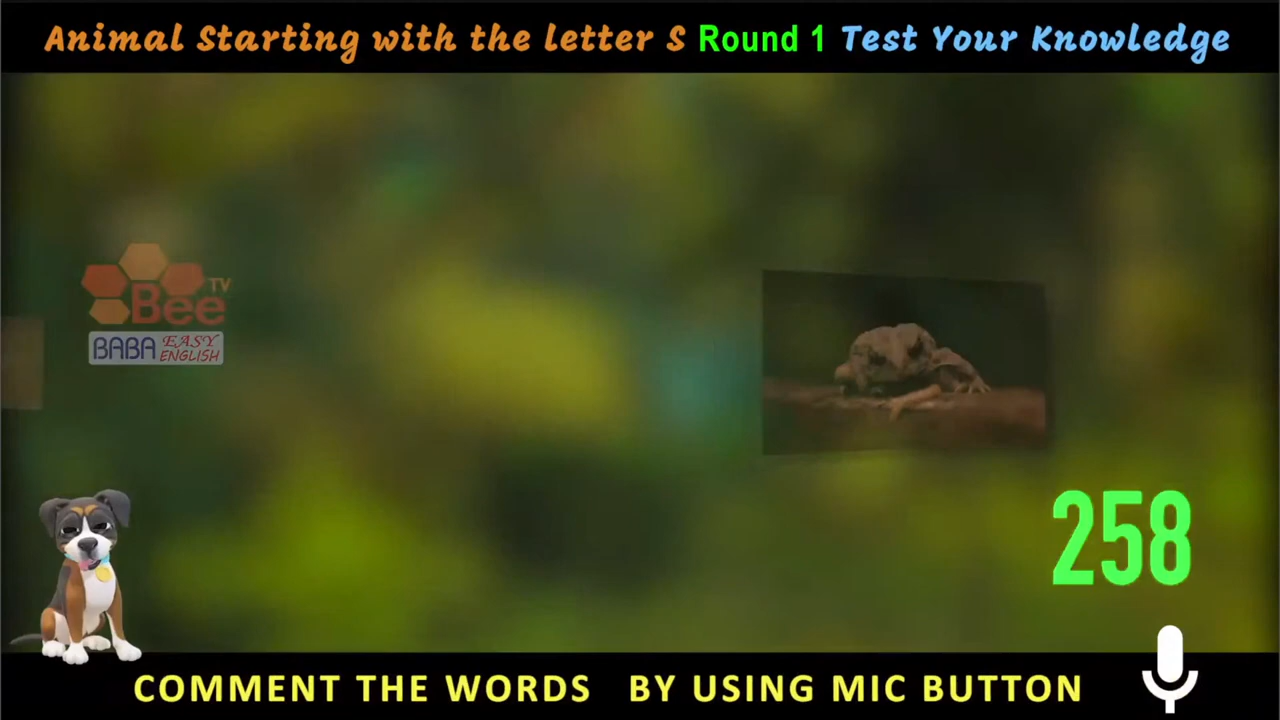 Animal Starting with the letter S Round 1 Test Your Knowledge
Bee TV
BABA EASY ENGLISH
258
COMMENT THE WORDS BY USING MIC BUTTON